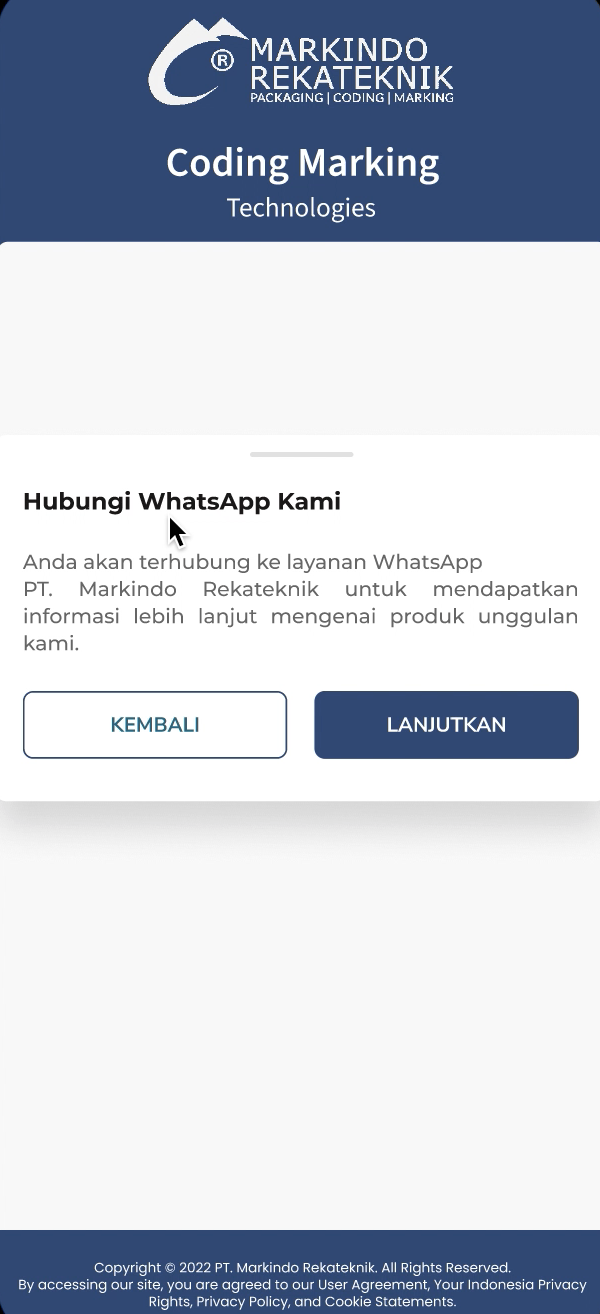 ® MARKINDO
REKATEKNIK
PACKAGING | CODING | MARKING
Coding Marking
Technologies
Hubungi WhatsApp Kami
Anda akan terhubung ke layanan WhatsApp
PT. Markindo Rekateknik untuk mendapatkan
informasi lebih lanjut mengenai produk unggulan
kami.
KEMBALI
LANJUTKAN
Copyright © 2022 PT. Markindo Rekateknik. All Rights Reserved.
By accessing our site, you are agreed to our User Agreement, Your Indonesia Privacy
Rights, Privacy Policy, and Cookie Statements.